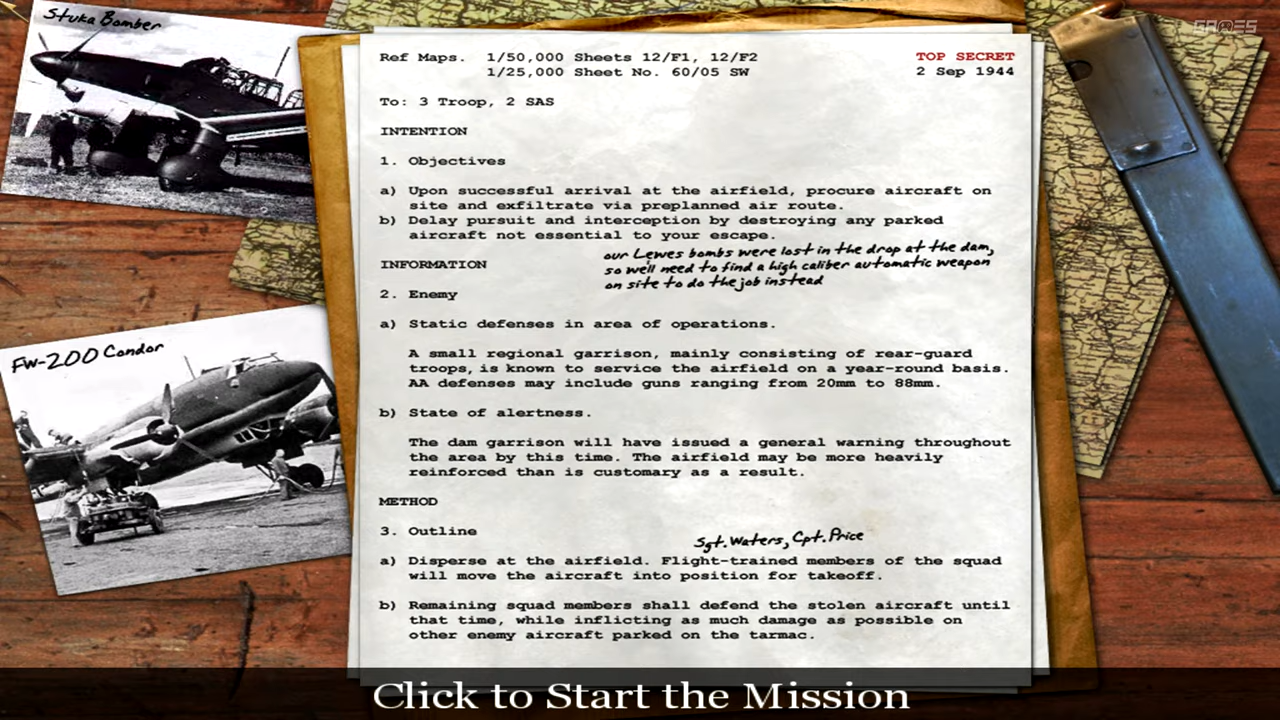 Stuka Bomber
GAMES
Ref Maps. 1/50,000 Sheets 12/F1, 12/F2
TOP SECRET
1/25,000 Sheet No. 60/05 SW
2 Sep 1944
To: 3 Troop, 2 SAS
INTENTION
1. Objectives
a) Upon successful arrival at the airfield, procure aircraft on
site and exfiltrate via preplanned air route.
b) Delay pursuit and interception by destroying any parked
aircraft not essential to your escape.
our Lewes bombs were lost in the drop at the dam,
so we'll need to find a high caliber automatic weapon
on site to do the job instead
INFORMATION
2. Enemy
a) Static defenses in area of operations.
A small regional garrison, mainly consisting of rear-guard
troops, is known to service the airfield on a year-round basis.
AA defenses may include guns ranging from 20mm to 88mm.
FW-200 Condor
b) State of alertness.
The dam garrison will have issued a general warning throughout
the area by this time. The airfield may be more heavily
reinforced than is customary as a result.
METHOD
3. Outline
Sgt. Waters, Cpt. Price
a) Disperse at the airfield. Flight-trained members of the squad
will move the aircraft into position for takeoff.
b) Remaining squad members shall defend the stolen aircraft until
that time, while inflicting as much damage as possible on
other enemy aircraft parked on the tarmac.
Click to Start the Mission